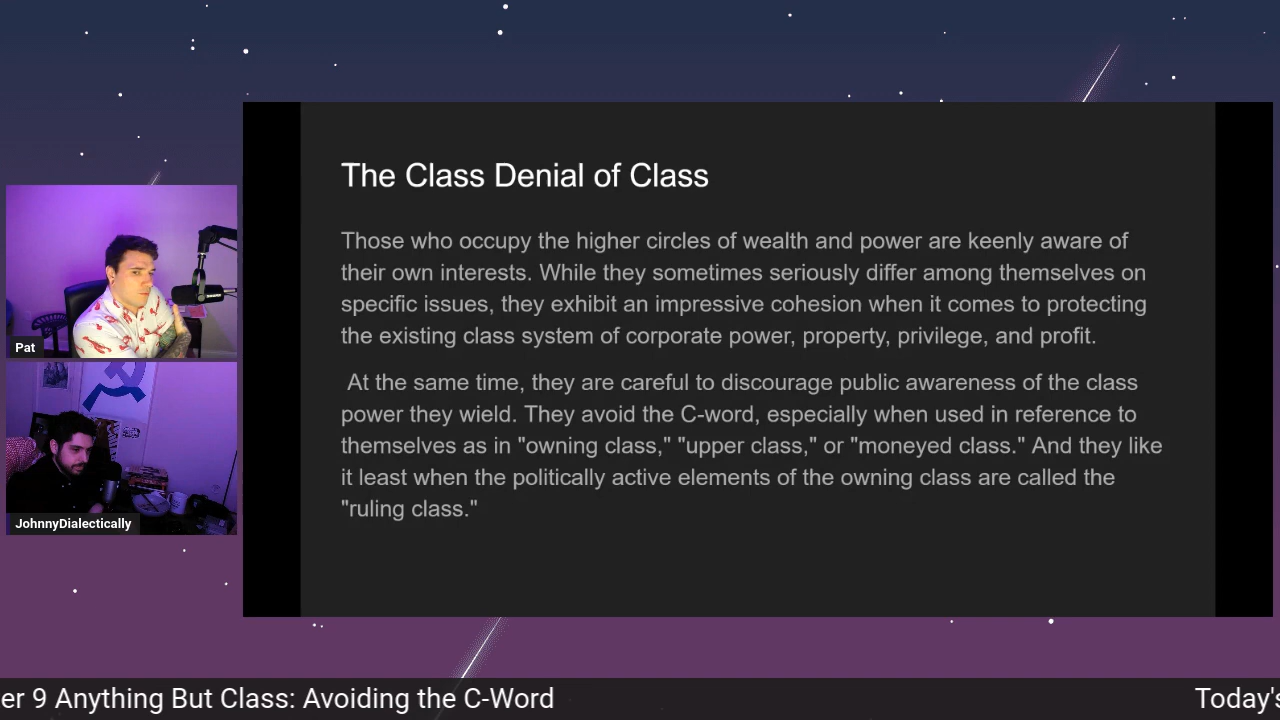 The Class Denial of Class
Those who occupy the higher circles of wealth and power are keenly aware of
their own interests. While they sometimes seriously differ among themselves on
specific issues, they exhibit an impressive cohesion when it comes to protecting
the existing class system of corporate power, property, privilege, and profit.
At the same time, they are careful to discourage public awareness of the class
power they wield. They avoid the C-word, especially when used in reference to
themselves as in "owning class," "upper class," or "moneyed class." And they like
it least when the politically active elements of the owning class are called the
"ruling class."
Pat
JohnnyDialectically
er 9 Anything But Class: Avoiding the C-Word
Today's